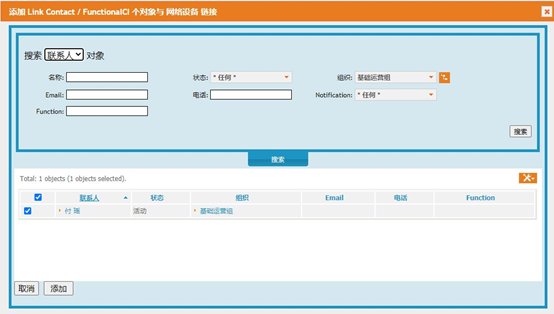 添加 Link Contact / FunctionalCI 个对象与 网络设备 链接
搜索 联系人 对象
名称: 状态: * 任何 * 组织: 基础运营组
Email: 电话: Notification: * 任何 *
Function:
搜索
搜索
Total: 1 objects (1 objects selected).
联系人 状态 组织 Email 电话 Function
付 瑶 活动 基础运营组
取消 添加